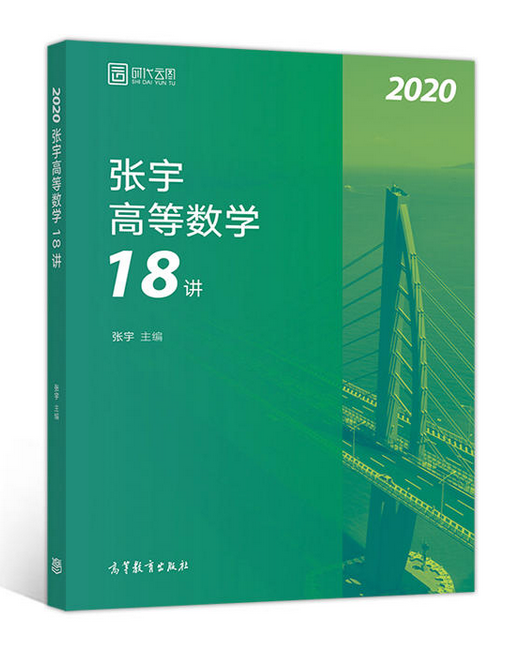 时代云图
SHI DAI YUN TU
2020
张宇
高等数学
18讲
张宇 主编
高等教育出版社
2020 张宇高等数学 18 讲
张宇 主编